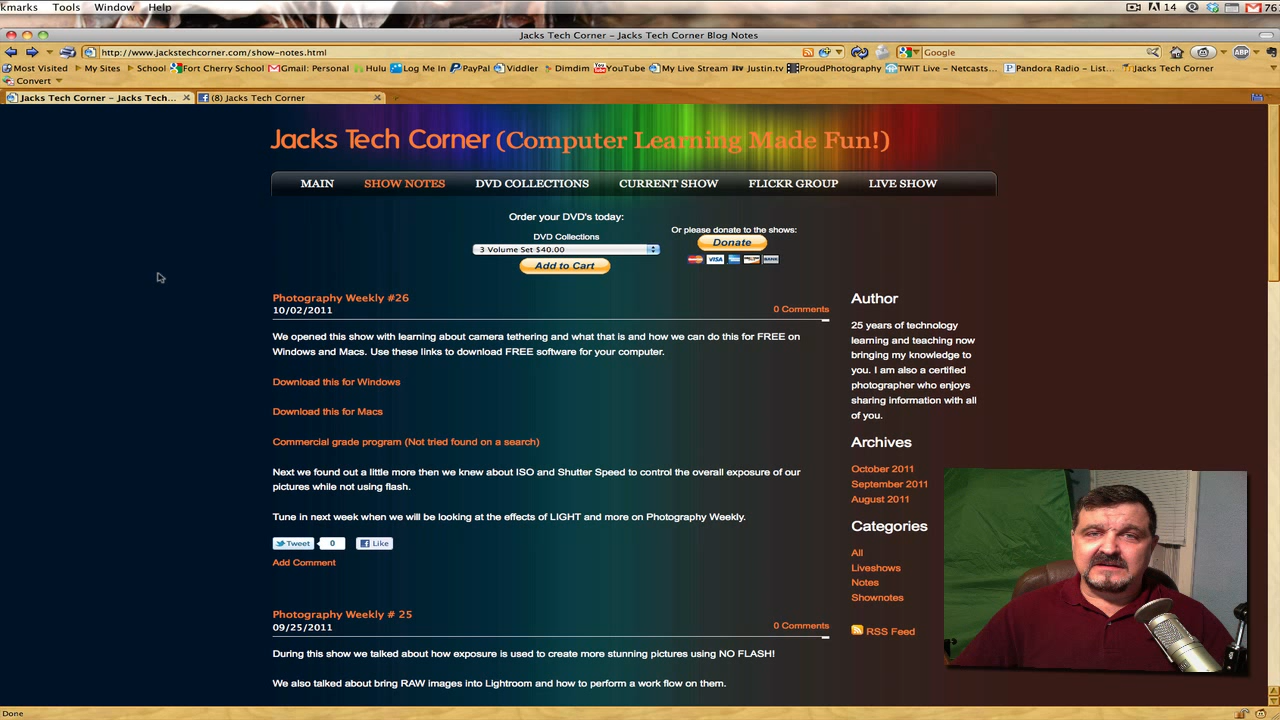 kmarks Tools Window Help 14 76
Jacks Tech Corner – Jacks Tech Corner Blog Notes
http://www.jackstechcorner.com/show-notes.html Google ABP
Most Visited My Sites School Fort Cherry School Gmail: Personal Hulu Log Me In PayPal Viddler Dimdim YouTube My Live Stream Justin.tv ProudPhotography TWiT Live – Netcasts... Pandora Radio – List... Jacks Tech Corner
Convert
Jacks Tech Corner – Jacks Tech... (8) Jacks Tech Corner
Jacks Tech Corner (Computer Learning Made Fun!)
MAIN SHOW NOTES DVD COLLECTIONS CURRENT SHOW FLICKR GROUP LIVE SHOW
Order your DVD's today:
DVD Collections
3 Volume Set $40.00
Add to Cart
Or please donate to the shows:
Donate
VISA BANK
Photography Weekly #26
10/02/2011
0 Comments
We opened this show with learning about camera tethering and what that is and how we can do this for FREE on
Windows and Macs. Use these links to download FREE software for your computer.
Download this for Windows
Download this for Macs
Commercial grade program (Not tried found on a search)
Next we found out a little more then we knew about ISO and Shutter Speed to control the overall exposure of our
pictures while not using flash.
Tune in next week when we will be looking at the effects of LIGHT and more on Photography Weekly.
Tweet 0 Like
Add Comment
Photography Weekly # 25
09/25/2011
0 Comments
During this show we talked about how exposure is used to create more stunning pictures using NO FLASH!
We also talked about bring RAW images into Lightroom and how to perform a work flow on them.
Author
25 years of technology
learning and teaching now
bringing my knowledge to
you. I am also a certified
photographer who enjoys
sharing information with all
of you.
Archives
October 2011
September 2011
August 2011
Categories
All
Liveshows
Notes
Shownotes
RSS Feed
Done